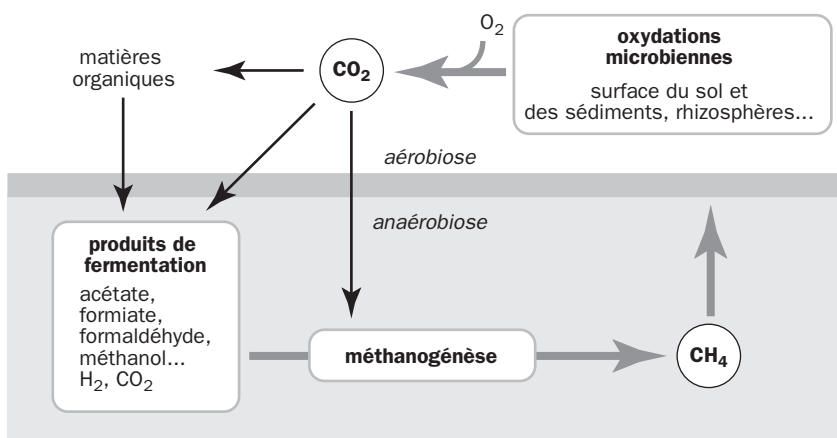 O₂
oxydations
microbiennes
surface du sol et
des sédiments, rhizosphères...
matières
organiques
CO₂
aérobiose
anaérobiose
produits de
fermentation
acétate,
formiate,
formaldéhyde,
méthanol...
H₂, CO₂
méthanogénèse
CH₄